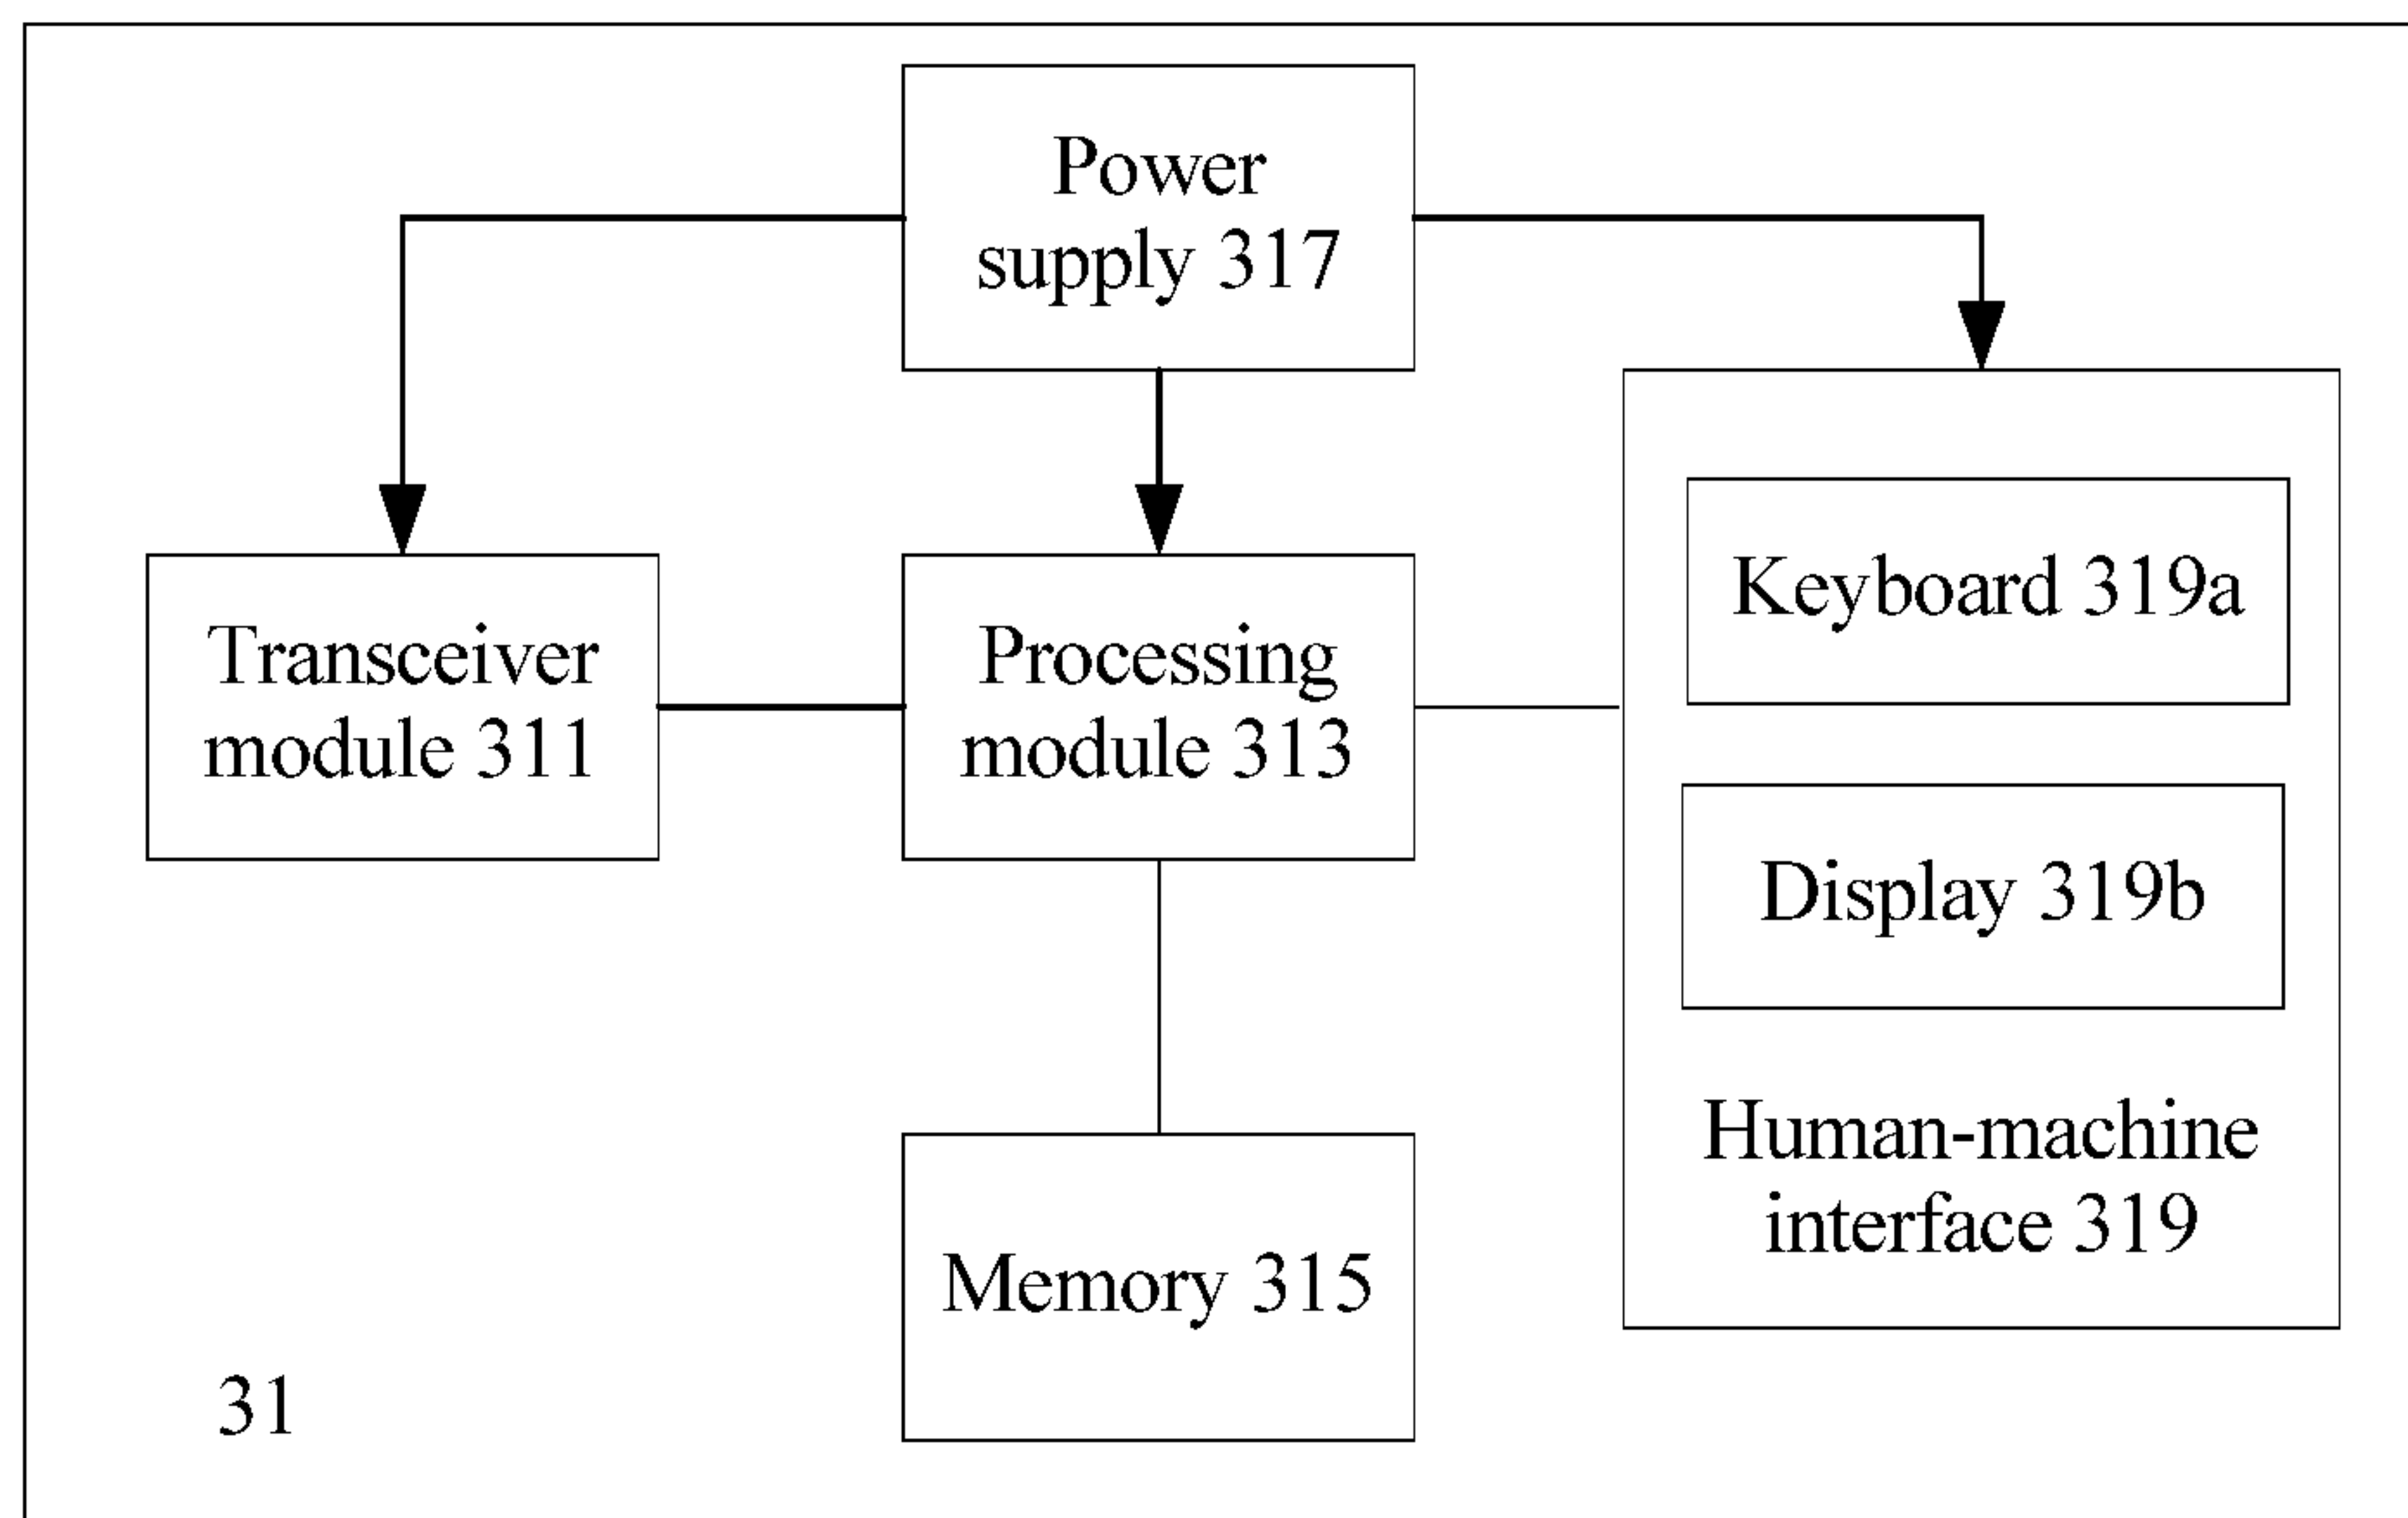 Power
supply 317
Transceiver
module 311
Processing
module 313
Keyboard 319a
Display 319b
Human-machine
interface 319
Memory 315
31